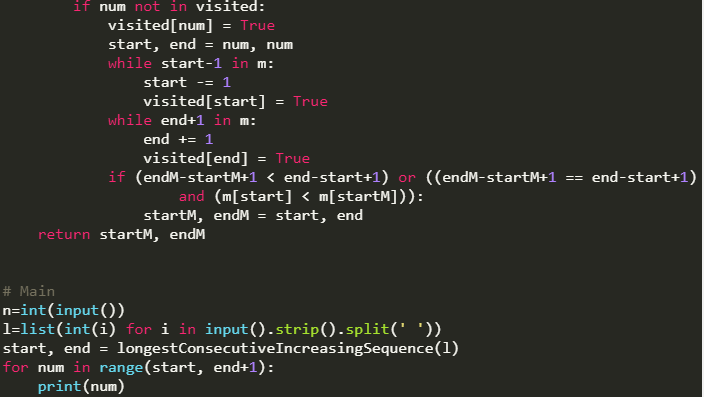 if num not in visited:
visited[num] = True
start, end = num, num
while start-1 in m:
start -= 1
visited[start] = True
while end+1 in m:
end += 1
visited[end] = True
if (endM-startM+1 < end-start+1) or ((endM-startM+1 == end-start+1)
and (m[start] < m[startM])):
startM, endM = start, end
return startM, endM
# Main
n=int(input())
l=list(int(i) for i in input().strip().split(' '))
start, end = longestConsecutiveIncreasingSequence(l)
for num in range(start, end+1):
print(num)